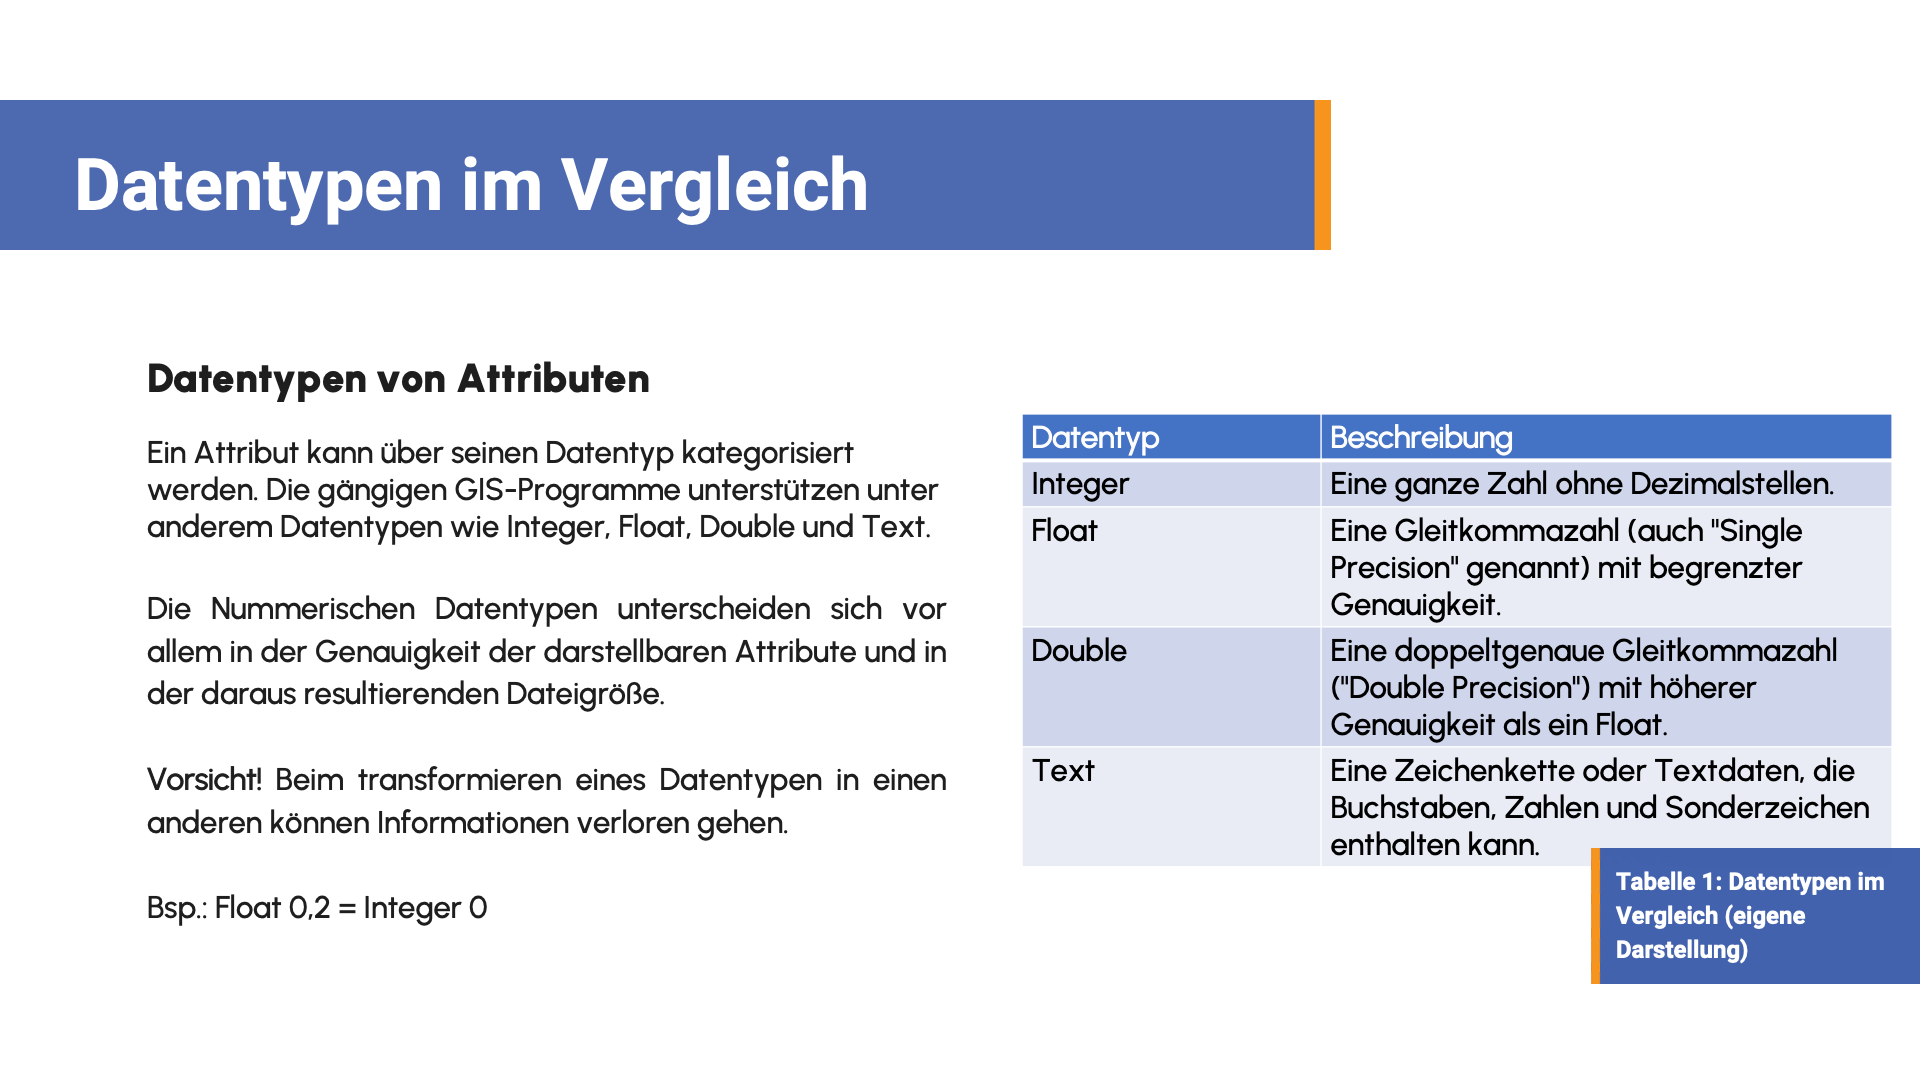 Datentypen im Vergleich
Datentypen von Attributen
Ein Attribut kann über seinen Datentyp kategorisiert
werden. Die gängigen GIS-Programme unterstützen unter
anderem Datentypen wie Integer, Float, Double und Text.
Die Nummerischen Datentypen unterscheiden sich vor
allem in der Genauigkeit der darstellbaren Attribute und in
der daraus resultierenden Dateigröße.
Vorsicht! Beim transformieren eines Datentypen in einen
anderen können Informationen verloren gehen.
Bsp.: Float 0,2 = Integer 0
Datentyp Beschreibung
Integer Eine ganze Zahl ohne Dezimalstellen.
Float Eine Gleitkommazahl (auch "Single
Precision" genannt) mit begrenzter
Genauigkeit.
Double Eine doppeltgenaue Gleitkommazahl
("Double Precision") mit höherer
Genauigkeit als ein Float.
Text Eine Zeichenkette oder Textdaten, die
Buchstaben, Zahlen und Sonderzeichen
enthalten kann.
Tabelle 1: Datentypen im
Vergleich (eigene
Darstellung)